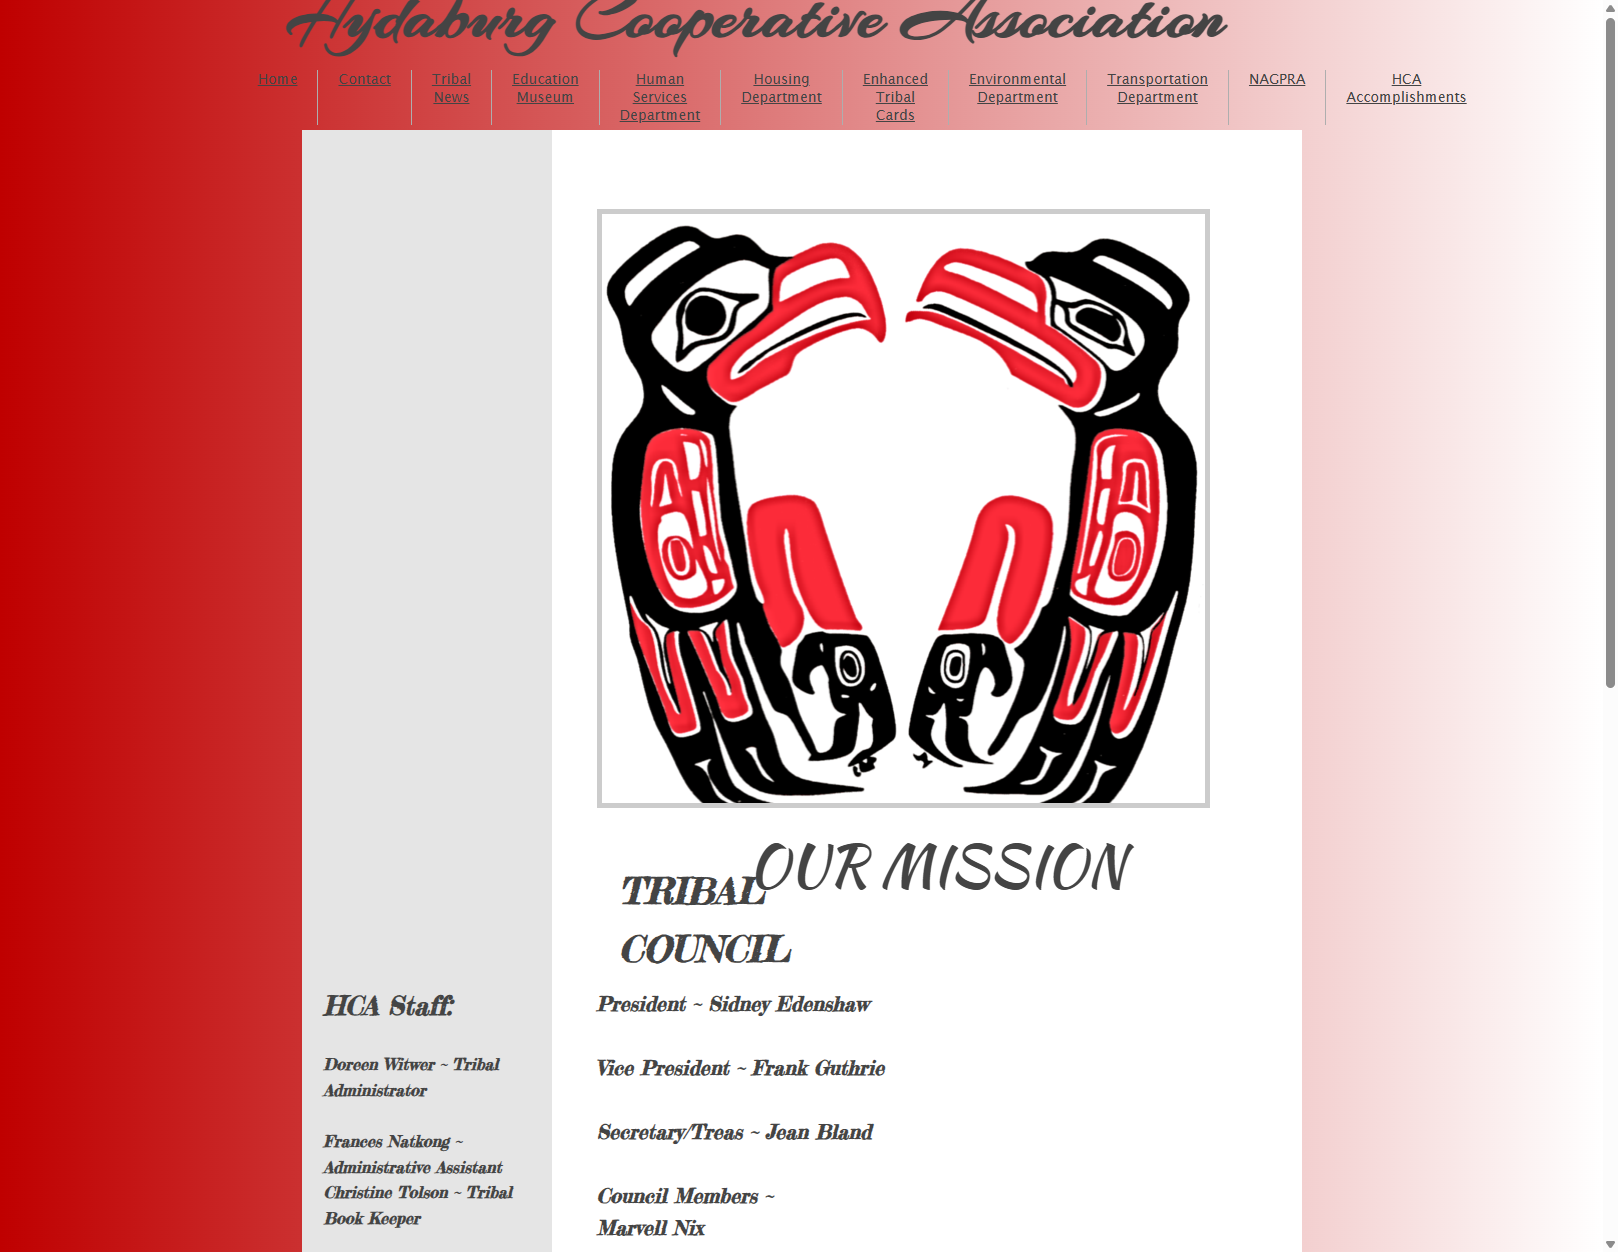 Hydaburg Cooperative Association
Home
Contact
Tribal
News
Education
Museum
Human
Services
Department
Housing
Department
Enhanced
Tribal
Cards
Environmental
Department
Transportation
Department
NAGPRA
HCA
Accomplishments
OUR MISSION
TRIBAL
COUNCIL
President ~ Sidney Edenshaw
Vice President ~ Frank Guthrie
Secretary/Treas ~ Jean Bland
Council Members ~
Marvell Nix
HCA Staff:
Doreen Witwer ~ Tribal
Administrator
Frances Natkong ~
Administrative Assistant
Christine Tolson ~ Tribal
Book Keeper